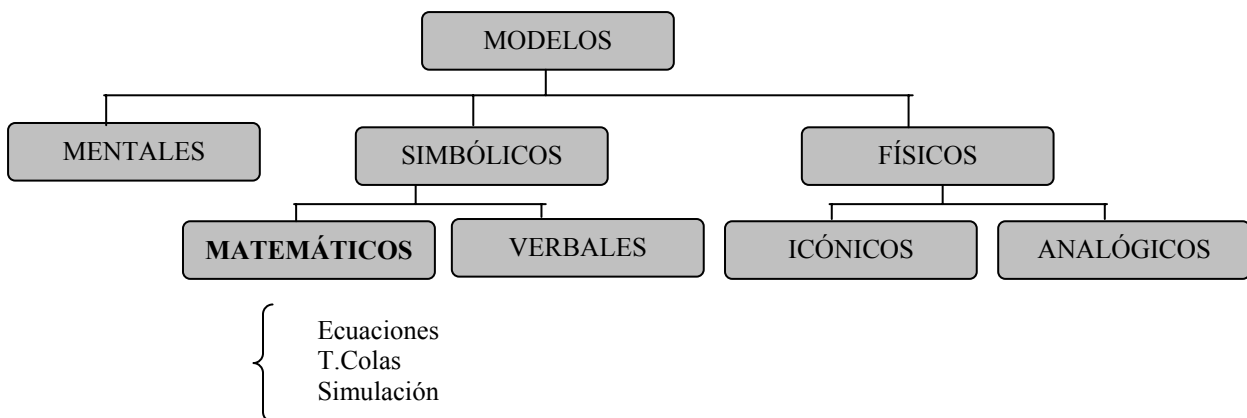 MODELOS
MENTALES
SIMBÓLICOS
FÍSICOS
MATEMÁTICOS
VERBALES
ICÓNICOS
ANALÓGICOS
Ecuaciones
T.Colas
Simulación